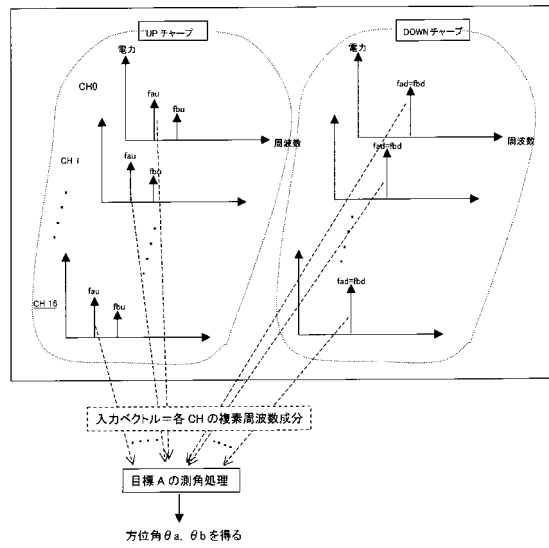 UPチャープ
DOWNチャープ
電力
CH0
fau
fbu
周波数
CH i
fau
fbu
CH 16
fau
fbu
電力
fad=fbd
周波数
fad=fbd
fad=fbd
入力ベクトル＝各CHの複素周波数成分
目標Aの測角処理
方位角θa, θbを得る